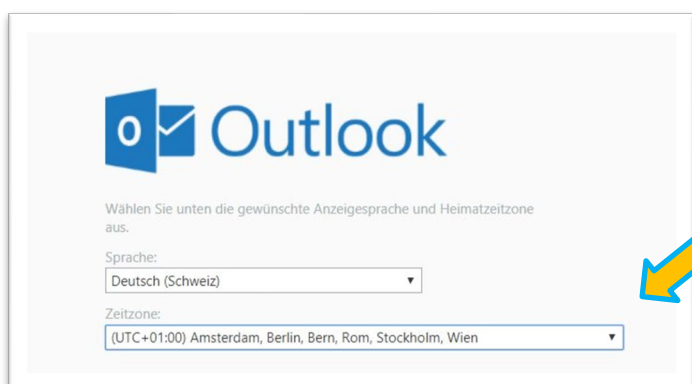 Outlook
Wählen Sie unten die gewünschte Anzeigesprache und Heimatzeitzone
aus.
Sprache:
Deutsch (Schweiz)
Zeitzone:
(UTC+01:00) Amsterdam, Berlin, Bern, Rom, Stockholm, Wien